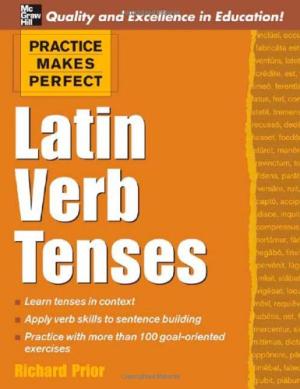 Mc
Graw
Hill
Quality and Excellence in Education!
PRACTICE
MAKES
PERFECT
Latin
Verb
Tenses
Learn tenses in context
Apply verb skills to sentence building
Practice with more than 100 goal-oriented
exercises
Richard Prior